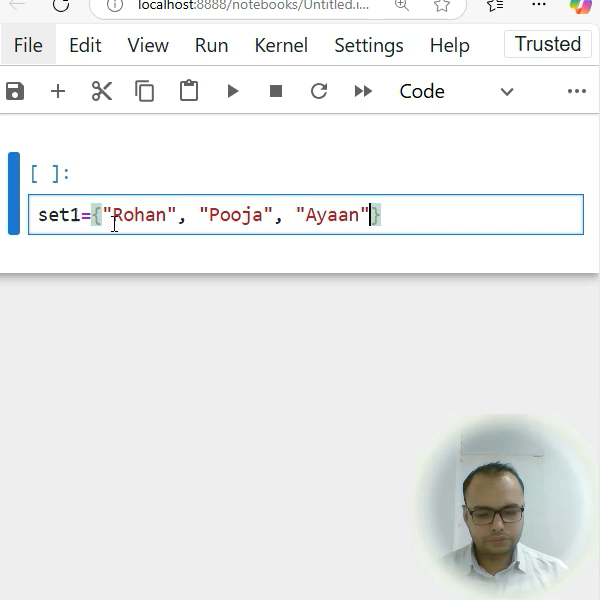 localhost:8888/notebooks/Untitled.i...
File Edit View Run Kernel Settings Help Trusted
Code
[ ]:
set1={"Rohan", "Pooja", "Ayaan"}